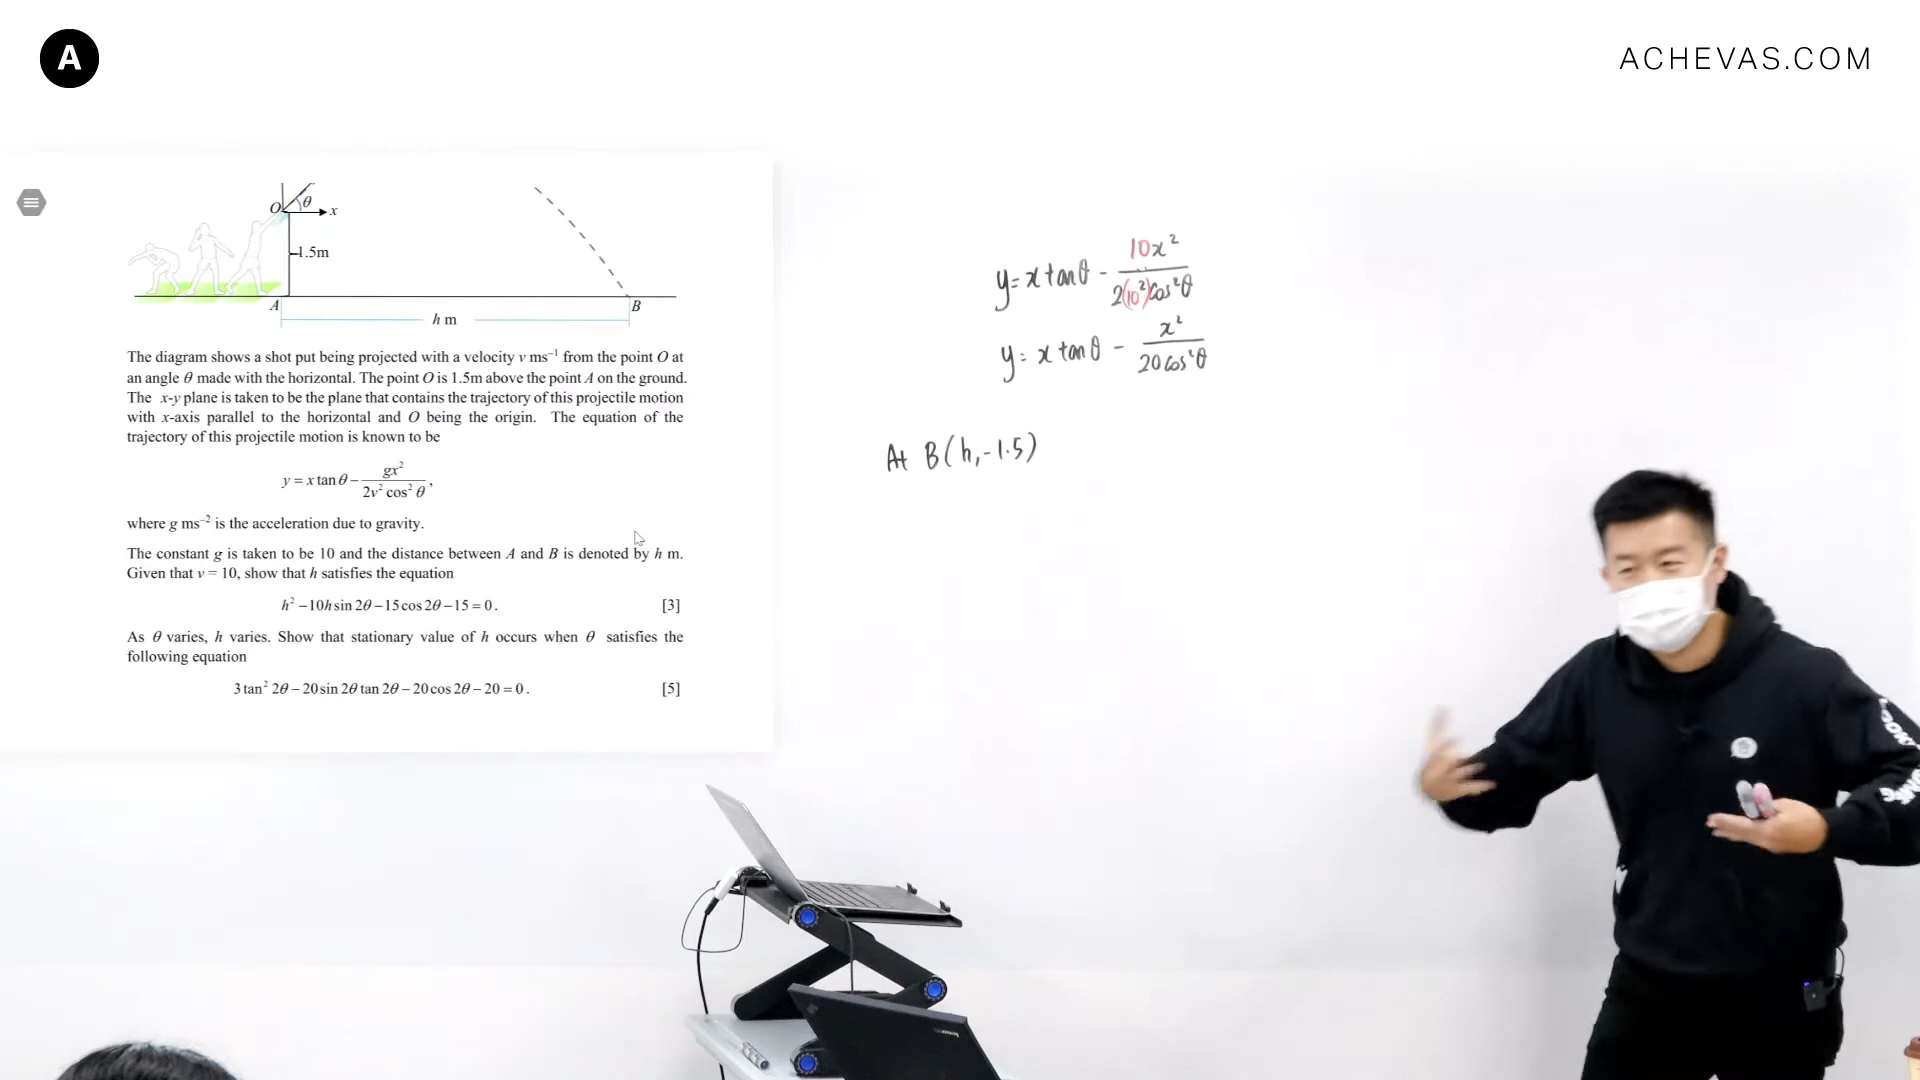 A
ACHEVAS.COM
O θ x
1.5m
A B
h m
The diagram shows a shot put being projected with a velocity v ms⁻¹ from the point O at
an angle θ made with the horizontal. The point O is 1.5m above the point A on the ground.
The x-y plane is taken to be the plane that contains the trajectory of this projectile motion
with x-axis parallel to the horizontal and O being the origin. The equation of the
trajectory of this projectile motion is known to be
y = x tan θ − gx² / (2v² cos² θ),
where g ms⁻² is the acceleration due to gravity.
The constant g is taken to be 10 and the distance between A and B is denoted by h m.
Given that v = 10, show that h satisfies the equation
h² − 10h sin 2θ − 15 cos 2θ − 15 = 0. [3]
As θ varies, h varies. Show that stationary value of h occurs when θ satisfies the
following equation
3 tan² 2θ − 20 sin 2θ tan 2θ − 20 cos 2θ − 20 = 0. [5]
y = x tan θ − 10x² / 2(10²)cos²θ
y = x tan θ − x² / 20cos²θ
At B(h, -1.5)